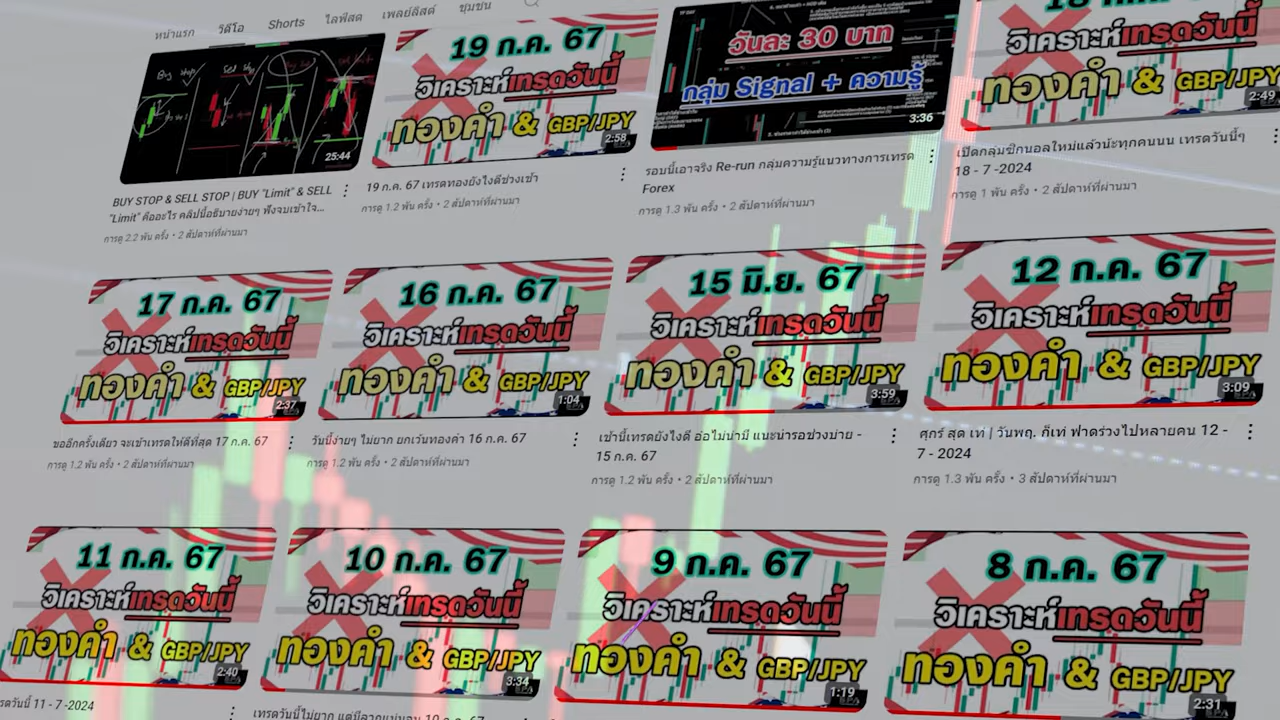 หน้าแรก วิดีโอ Shorts ไลฟ์สด เพลย์ลิสต์ ชุมชน
Buy stop
Sell stop
25:44
BUY STOP & SELL STOP | BUY "Limit" & SELL
"Limit" คืออะไร คลิปนี้อธิบายง่ายๆ ฟังจบเข้าใจ...
การดู 2.2 พัน ครั้ง • 2 สัปดาห์ที่ผ่านมา
19 ก.ค. 67
วิเคราะห์เทรดวันนี้
ทองคำ & GBP/JPY
2:58
19 ก.ค. 67 เทรดทองยังไงดีช่วงเช้า
การดู 1.2 พัน ครั้ง • 2 สัปดาห์ที่ผ่านมา
วันละ 30 บาท
กลุ่ม Signal + ความรู้
3:36
รอบนี้เอาจริง Re-run กลุ่มความรู้แนวทางการเทรด
Forex
การดู 1.3 พัน ครั้ง • 2 สัปดาห์ที่ผ่านมา
18 ก.ค. 67
วิเคราะห์เทรดวันนี้
ทองคำ & GBP/JPY
2:49
เปิดกลุ่มซิกนอลใหม่แล้วน้ะทุกคนนน เทรดวันนี้ๆ
18 - 7 -2024
การดู 1 พัน ครั้ง • 2 สัปดาห์ที่ผ่านมา
17 ก.ค. 67
วิเคราะห์เทรดวันนี้
ทองคำ & GBP/JPY
2:37
ขออีกครั้งเดียว จะเข้าเทรดให้ดีที่สุด 17 ก.ค. 67
การดู 1.2 พัน ครั้ง • 2 สัปดาห์ที่ผ่านมา
16 ก.ค. 67
วิเคราะห์เทรดวันนี้
ทองคำ & GBP/JPY
1:04
วันนี้ง่ายๆ ไม่ยาก ยกเว้นทองคำ 16 ก.ค. 67
การดู 1.2 พัน ครั้ง • 2 สัปดาห์ที่ผ่านมา
15 มิ.ย. 67
วิเคราะห์เทรดวันนี้
ทองคำ & GBP/JPY
3:59
เช้านี้เทรดยังไงดี อ๋อไม่น่ามี แนะนำรอช่วงบ่าย -
15 ก.ค. 67
การดู 1.2 พัน ครั้ง • 2 สัปดาห์ที่ผ่านมา
12 ก.ค. 67
วิเคราะห์เทรดวันนี้
ทองคำ & GBP/JPY
3:09
ศุกร์ สุด เท่ | วันพฤ. ก็เท่ ฟาดร่วงไปหลายคน 12 -
7 - 2024
การดู 1.3 พัน ครั้ง • 3 สัปดาห์ที่ผ่านมา
11 ก.ค. 67
วิเคราะห์เทรดวันนี้
ทองคำ & GBP/JPY
2:40
ดวันนี้ 11 - 7 -2024
10 ก.ค. 67
วิเคราะห์เทรดวันนี้
ทองคำ & GBP/JPY
3:34
เทรดวันนี้ไม่ยาก แต่มีลากแน่นอน 10 ก.ค. 67
9 ก.ค. 67
วิเคราะห์เทรดวันนี้
ทองคำ & GBP/JPY
1:19
8 ก.ค. 67
วิเคราะห์เทรดวันนี้
ทองคำ & GBP/JPY
2:31